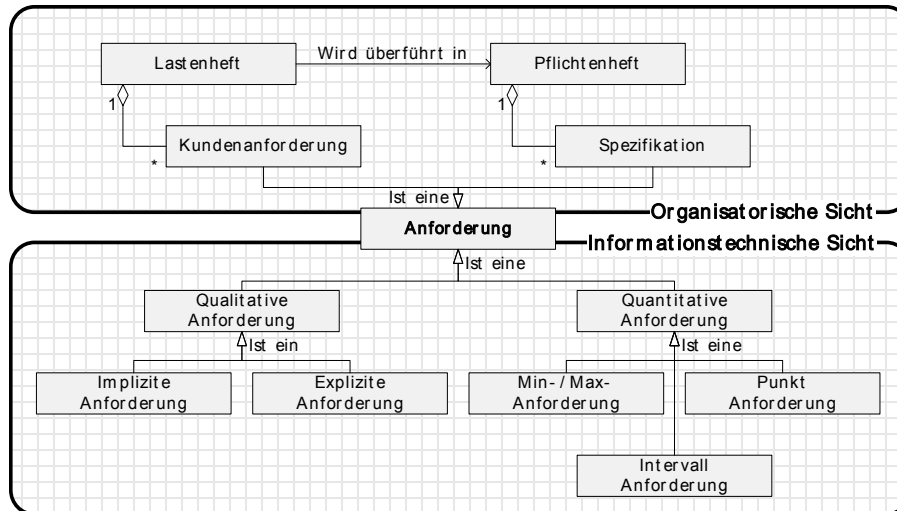 Lastenheft
Wird überführt in
Pflichtenheft
1
1
Kundenanforderung
Spezifikation
*
*
Ist eine
Organisatorische Sicht
Anforderung
Informationstechnische Sicht
Ist eine
Qualitative
Anforderung
Quantitative
Anforderung
Ist ein
Ist eine
Implizite
Anforderung
Explizite
Anforderung
Min- / Max-
Anforderung
Punkt
Anforderung
Intervall
Anforderung